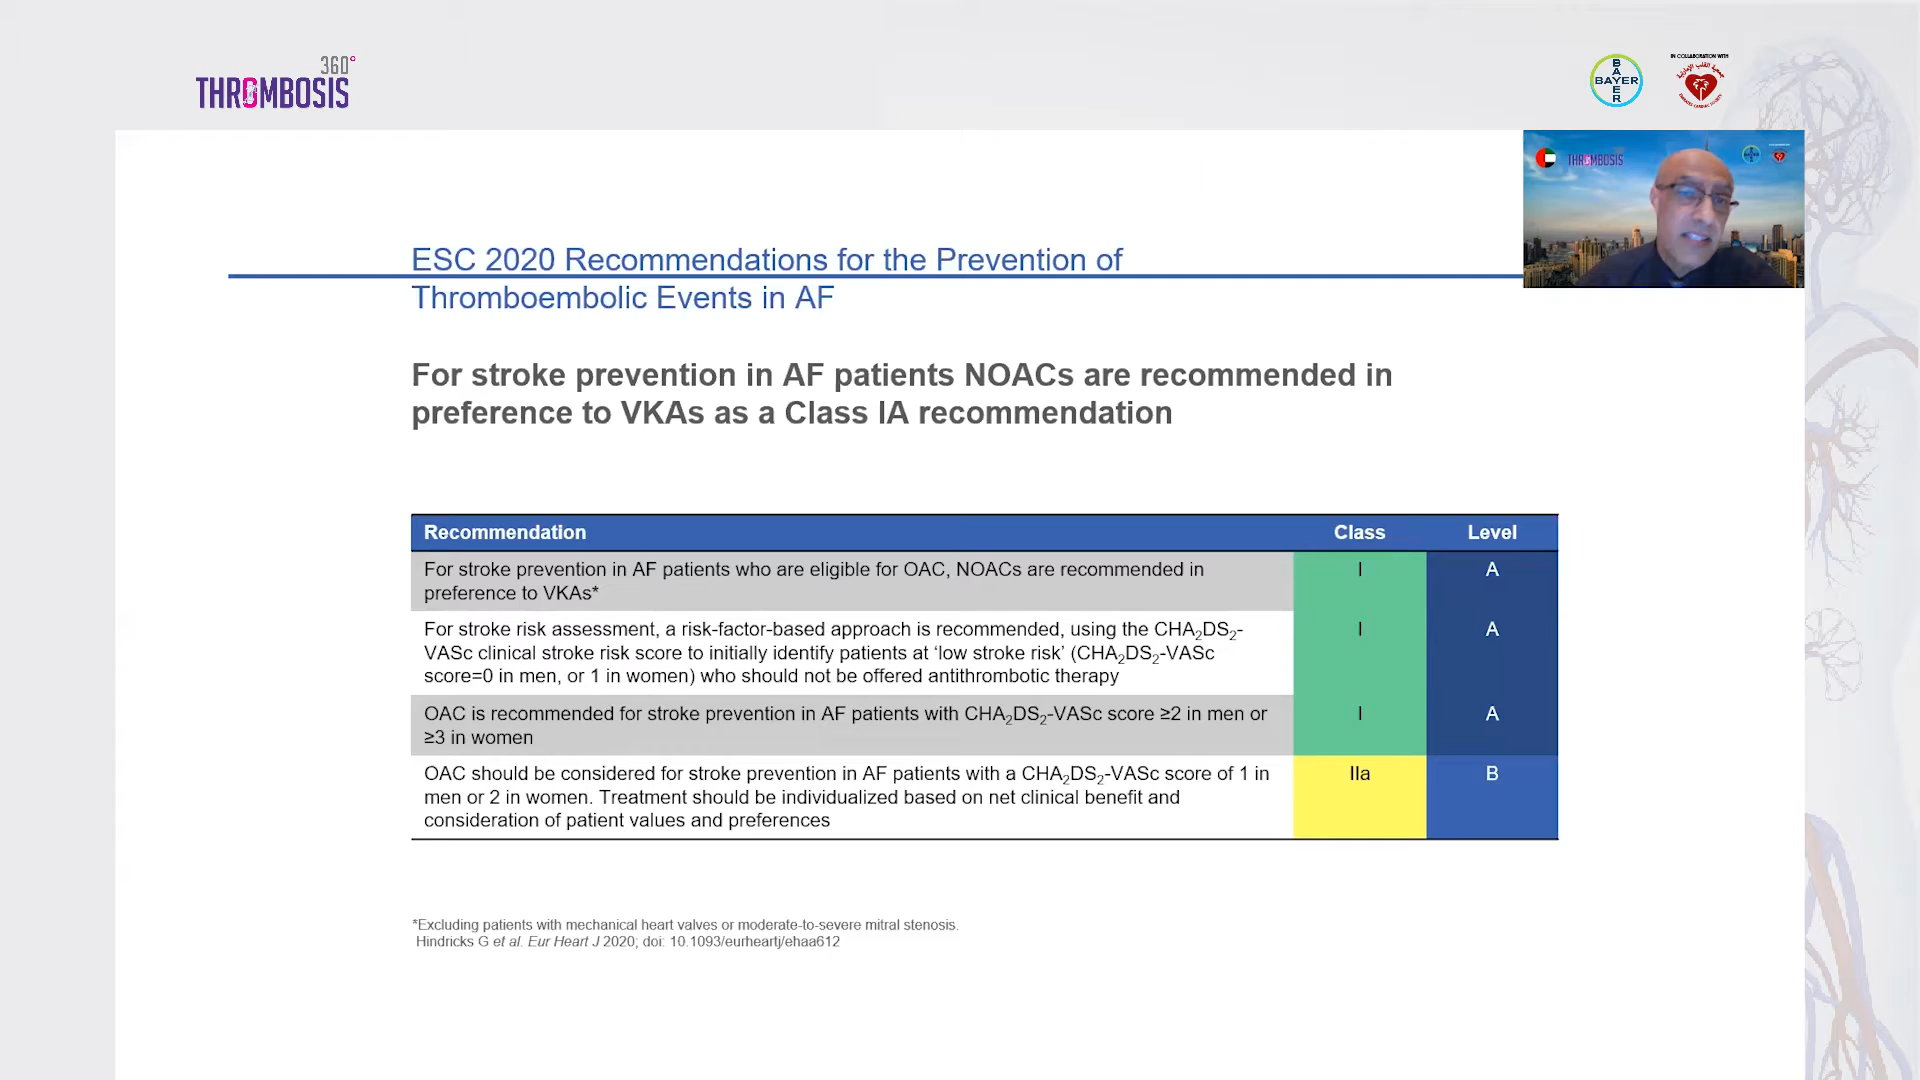 360°
THROMBOSIS
BAYER
BAYER
IN COLLABORATION WITH
جمعية القلب الإماراتية
EMIRATES CARDIAC SOCIETY
THROMBOSIS
ESC 2020 Recommendations for the Prevention of
Thromboembolic Events in AF
For stroke prevention in AF patients NOACs are recommended in
preference to VKAs as a Class IA recommendation
Recommendation Class Level
For stroke prevention in AF patients who are eligible for OAC, NOACs are recommended in I A
preference to VKAs*
For stroke risk assessment, a risk-factor-based approach is recommended, using the CHA₂DS₂- I A
VASc clinical stroke risk score to initially identify patients at ‘low stroke risk’ (CHA₂DS₂-VASc
score=0 in men, or 1 in women) who should not be offered antithrombotic therapy
OAC is recommended for stroke prevention in AF patients with CHA₂DS₂-VASc score ≥2 in men or I A
≥3 in women
OAC should be considered for stroke prevention in AF patients with a CHA₂DS₂-VASc score of 1 in IIa B
men or 2 in women. Treatment should be individualized based on net clinical benefit and
consideration of patient values and preferences
*Excluding patients with mechanical heart valves or moderate-to-severe mitral stenosis.
Hindricks G et al. Eur Heart J 2020; doi: 10.1093/eurheartj/ehaa612